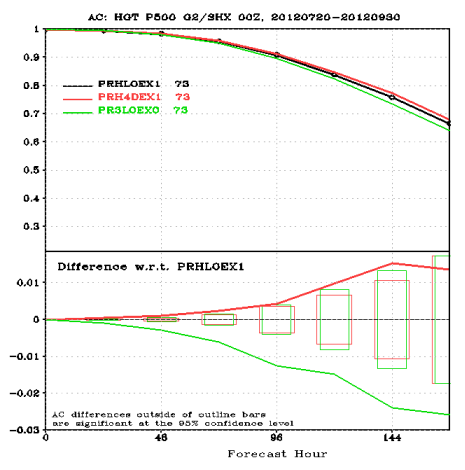 AC: HGT P500 G2/SHX 00Z, 20120720-20120930
1
0.9
0.8
0.7
0.6
0.5
0.4
0.3
PRHLOEX1 73
PRH4DEX1 73
PR3LOEX0 73
Difference w.r.t. PRHLOEX1
0.01
0
-0.01
-0.02
-0.03
AC differences outside of outline bars
are significant at the 95% confidence level
0 48 96 144
Forecast Hour